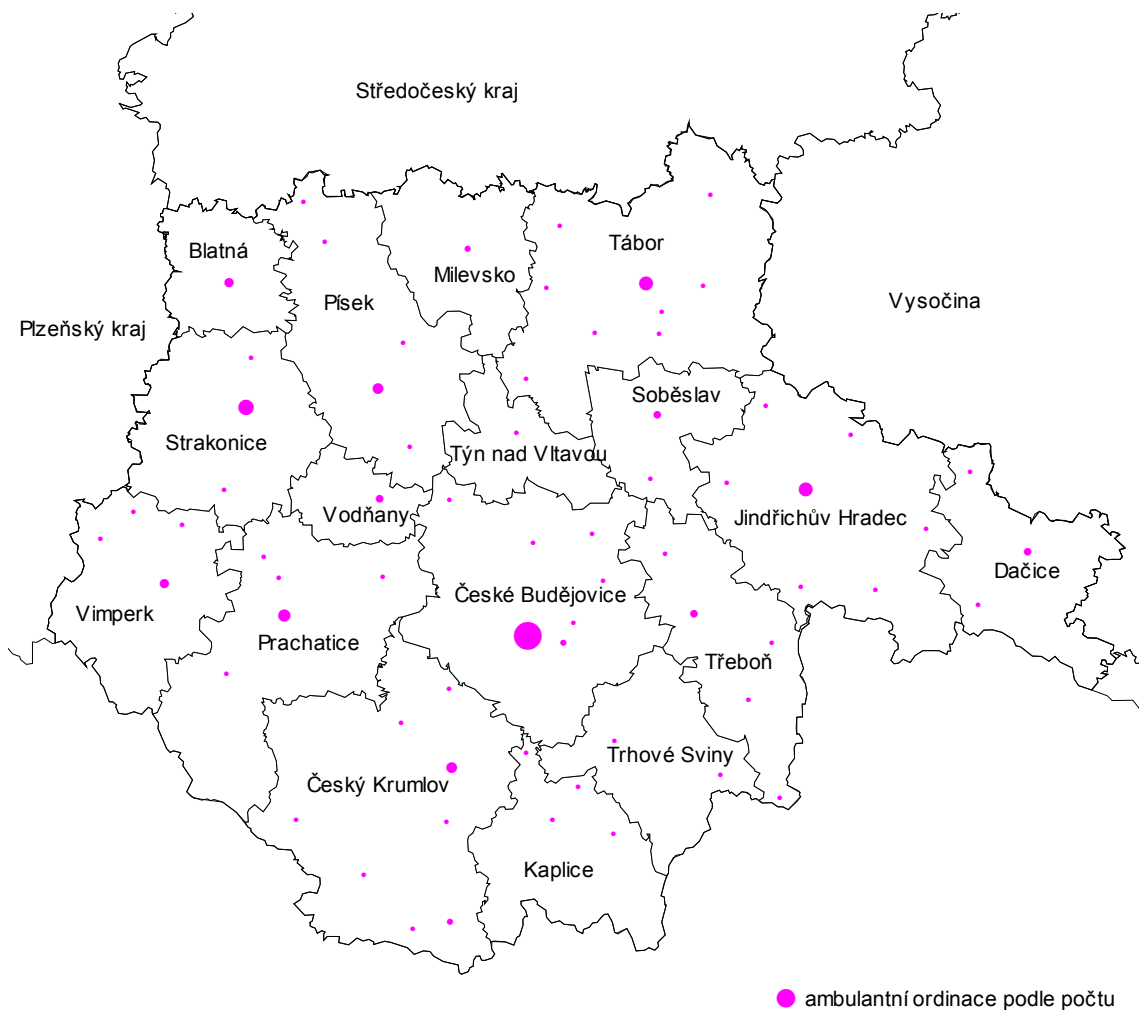 Středočeský kraj
Tábor
Blatná
Milevsko
Písek
Vysočina
Plzeňský kraj
Soběslav
Strakonice
Týn nad Vltavou
Vodňany
Jindřichův Hradec
Dačice
České Budějovice
Vimperk
Prachatice
Třeboň
Trhové Sviny
Český Krumlov
Kaplice
ambulantní ordinace podle počtu